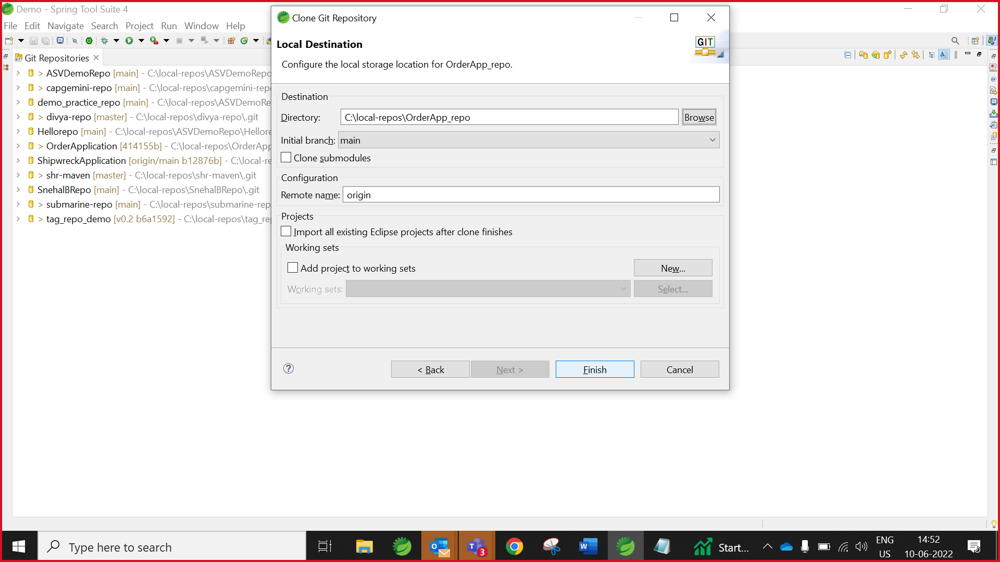 Demo - Spring Tool Suite 4
File Edit Navigate Search Project Run Window Help
Git Repositories
> ASVDemoRepo [main] - C:\local-repos\ASVDemoRepo
> capgemini-repo [main] - C:\local-repos\capgemini-repo
demo_practice_repo [main] - C:\local-repos\ASVDemoRe
> divya-repo [master] - C:\local-repos\divya-repo\.git
Hellorepo [main] - C:\local-repos\ASVDemoRepo\Hellore
> OrderApplication [414155b] - C:\local-repos\OrderApp
ShipwreckApplication [origin/main b12876b] - C:\local-re
> shr-maven [master] - C:\local-repos\shr-maven\.git
SnehalBRepo [main] - C:\local-repos\SnehalBRepo\.git
> submarine-repo [main] - C:\local-repos\submarine-rep
> tag_repo_demo [v0.2 b6a1592] - C:\local-repos\tag_rep
Clone Git Repository
Local Destination
GIT
Configure the local storage location for OrderApp_repo.
Destination
Directory: C:\local-repos\OrderApp_repo Browse
Initial branch: main
Clone submodules
Configuration
Remote name: origin
Projects
Import all existing Eclipse projects after clone finishes
Working sets
Add project to working sets New...
Working sets: Select...
? < Back Next > Finish Cancel
Type here to search
3
Start...
ENG
US
14:52
10-06-2022